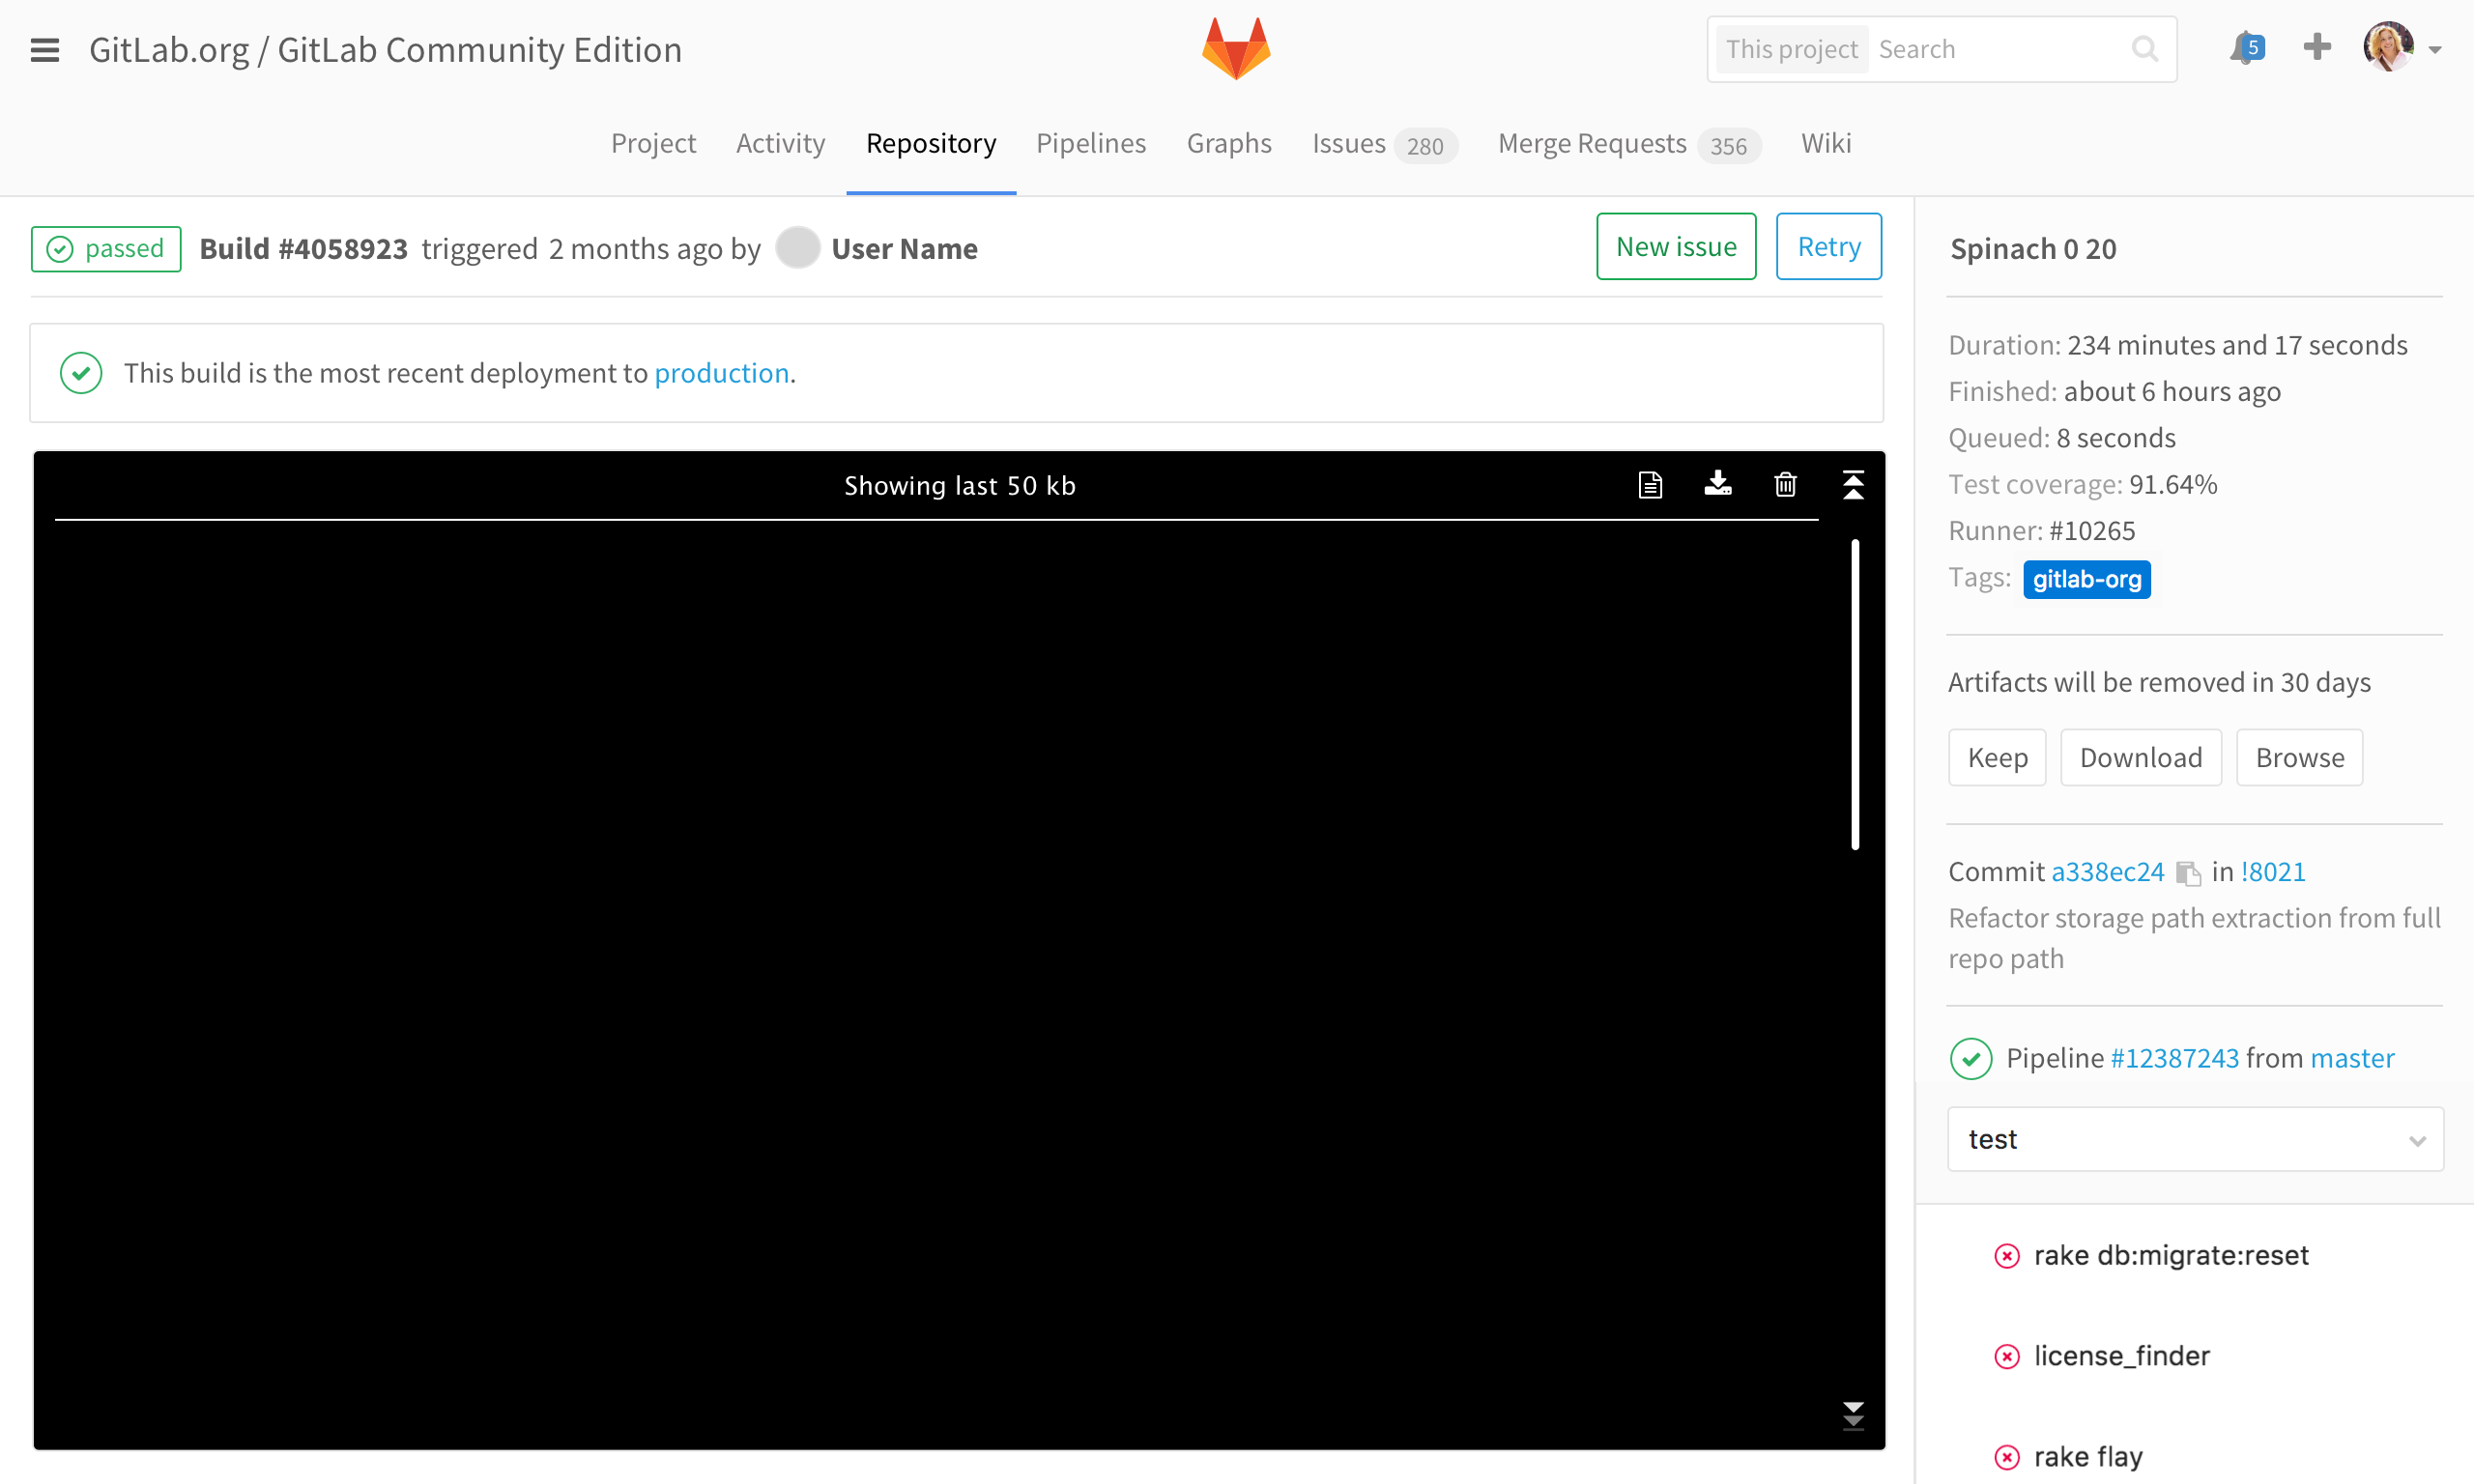 GitLab.org / GitLab Community Edition
This project Search
5
Project Activity Repository Pipelines Graphs Issues 280 Merge Requests 356 Wiki
passed Build #4058923 triggered 2 months ago by User Name
New issue Retry
This build is the most recent deployment to production.
Showing last 50 kb
Spinach 0 20
Duration: 234 minutes and 17 seconds
Finished: about 6 hours ago
Queued: 8 seconds
Test coverage: 91.64%
Runner: #10265
Tags: gitlab-org
Artifacts will be removed in 30 days
Keep Download Browse
Commit a338ec24 in !8021
Refactor storage path extraction from full
repo path
Pipeline #12387243 from master
test
rake db:migrate:reset
license_finder
rake flay